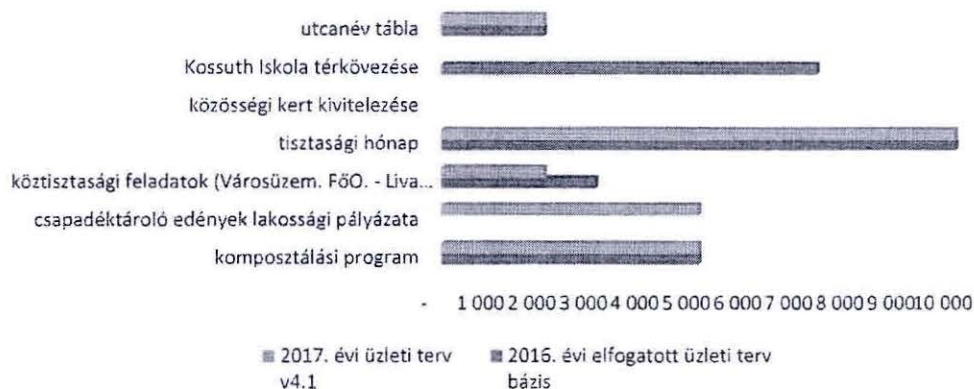 utcanév tábla
Kossuth Iskola térkövezése
közösségi kert kivitelezése
tisztasági hónap
köztisztasági feladatok (Városüzem. FőO. - Liva...
csapadéktároló edények lakossági pályázata
komposztálási program
- 1 000 2 000 3 000 4 000 5 000 6 000 7 000 8 000 9 000 10 000
2017. évi üzleti terv v4.1
2016. évi elfogatott üzleti terv bázis